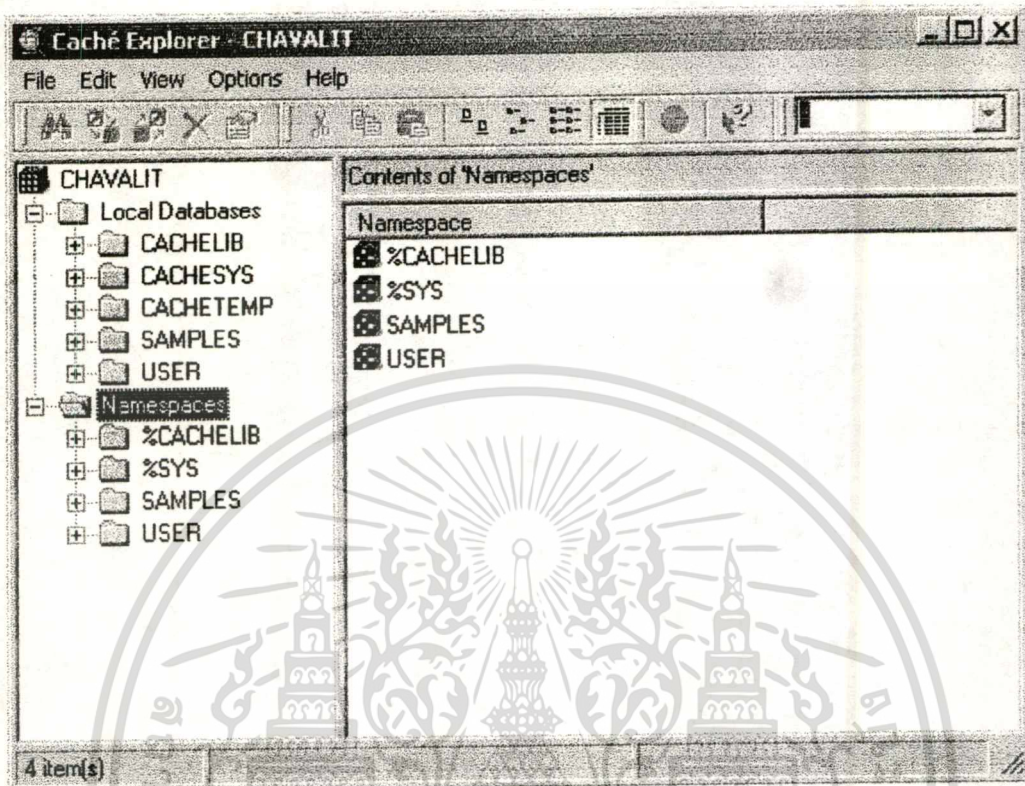 Caché Explorer - CHAVALIT
File Edit View Options Help
CHAVALIT
Local Databases
CACHELIB
CACHESYS
CACHETEMP
SAMPLES
USER
Namespaces
%CACHELIB
%SYS
SAMPLES
USER
Contents of 'Namespaces'
Namespace
%CACHELIB
%SYS
SAMPLES
USER
4 item(s)